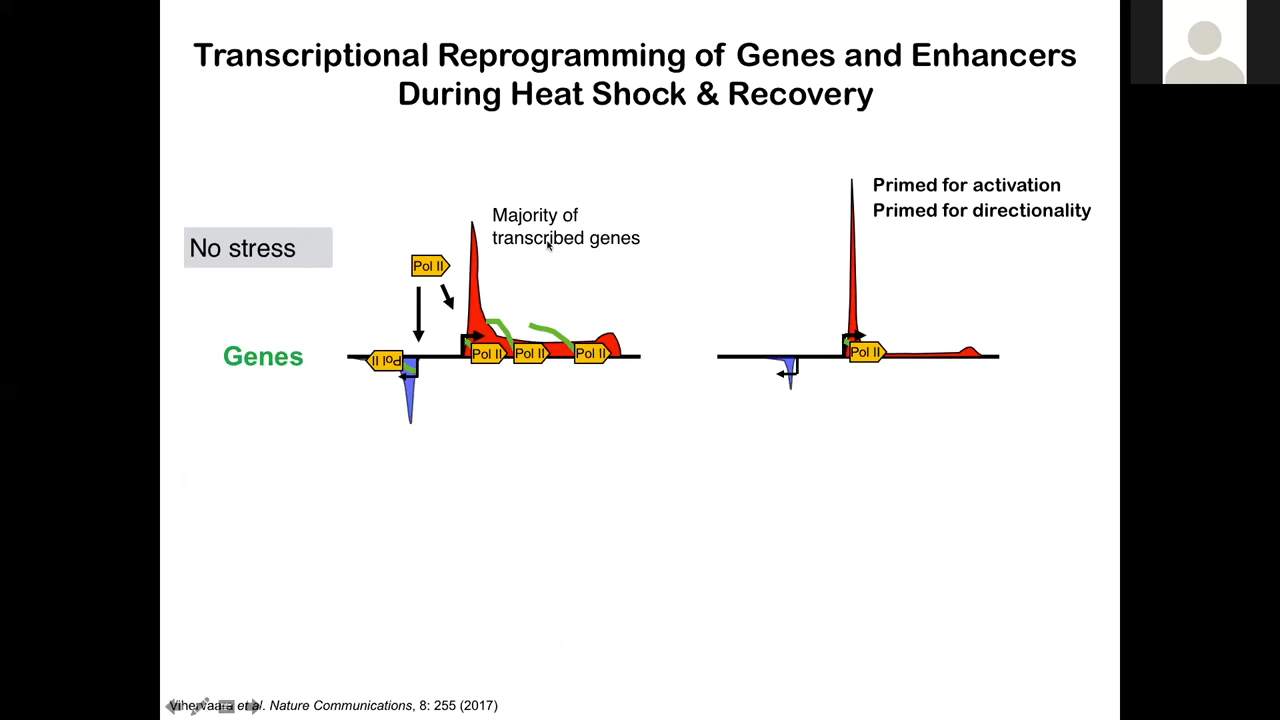 Transcriptional Reprogramming of Genes and Enhancers
During Heat Shock & Recovery
Primed for activation
Primed for directionality
Majority of
transcribed genes
No stress
Pol II
Genes
Pol II
Pol II
Pol II
Pol II
Pol II
Vihervaara et al. Nature Communications, 8: 255 (2017)